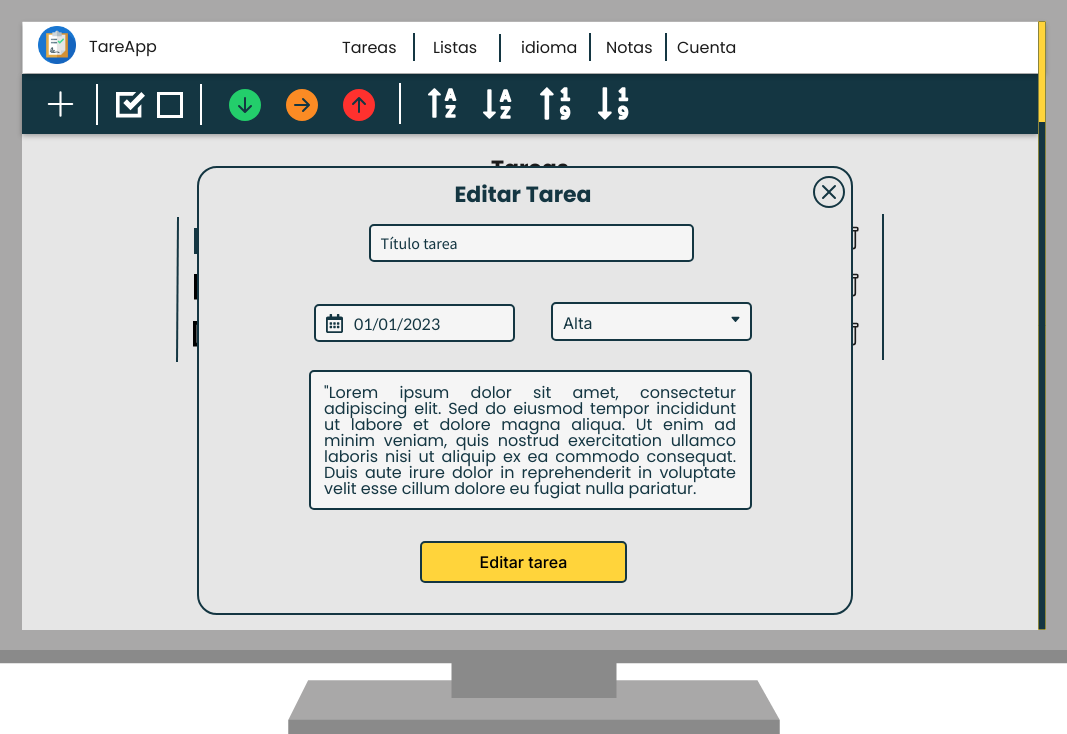 TareApp
Tareas
Listas
idioma
Notas
Cuenta
A
Z
A
Z
1
9
1
9
Tareas
Editar Tarea
Título tarea
01/01/2023
Alta
"Lorem ipsum dolor sit amet, consectetur
adipiscing elit. Sed do eiusmod tempor incididunt
ut labore et dolore magna aliqua. Ut enim ad
minim veniam, quis nostrud exercitation ullamco
laboris nisi ut aliquip ex ea commodo consequat.
Duis aute irure dolor in reprehenderit in voluptate
velit esse cillum dolore eu fugiat nulla pariatur.
Editar tarea